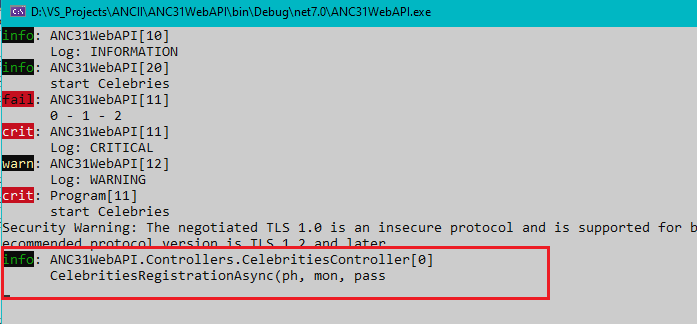 D:\VS_Projects\ANCII\ANC31WebAPI\bin\Debug\net7.0\ANC31WebAPI.exe
info: ANC31WebAPI[10]
Log: INFORMATION
info: ANC31WebAPI[20]
start Celebries
fail: ANC31WebAPI[11]
0 - 1 - 2
crit: ANC31WebAPI[11]
Log: CRITICAL
warn: ANC31WebAPI[12]
Log: WARNING
crit: Program[11]
start Celebries
Security Warning: The negotiated TLS 1.0 is an insecure protocol and is supported for b
ecommended protocol version is TLS 1.2 and later.
info: ANC31WebAPI.Controllers.CelebritiesController[0]
CelebritiesRegistrationAsync(ph, mon, pass